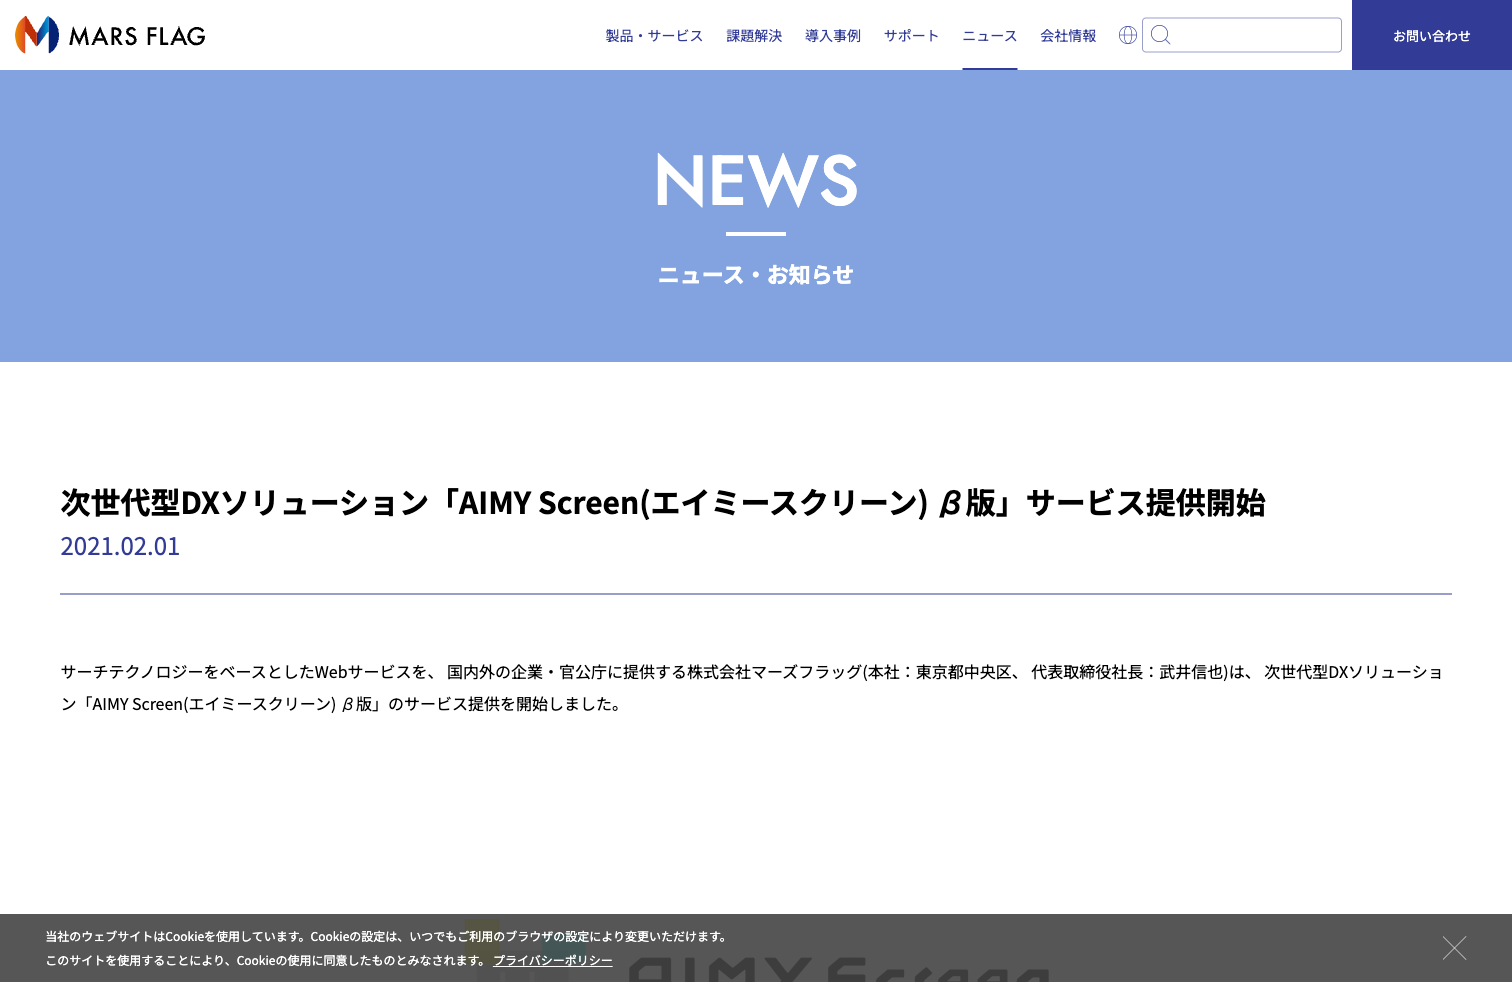 MARS FLAG
製品・サービス 課題解決 導入事例 サポート ニュース 会社情報 お問い合わせ
NEWS
ニュース・お知らせ
次世代型DXソリューション「AIMY Screen(エイミースクリーン) β版」サービス提供開始
2021.02.01
サーチテクノロジーをベースとしたWebサービスを、 国内外の企業・官公庁に提供する株式会社マーズフラッグ(本社：東京都中央区、 代表取締役社長：武井信也)は、 次世代型DXソリューショ
ン「AIMY Screen(エイミースクリーン) β版」のサービス提供を開始しました。
当社のウェブサイトはCookieを使用しています。Cookieの設定は、いつでもご利用のブラウザの設定により変更いただけます。
このサイトを使用することにより、Cookieの使用に同意したものとみなされます。 プライバシーポリシー
AIMY Screen